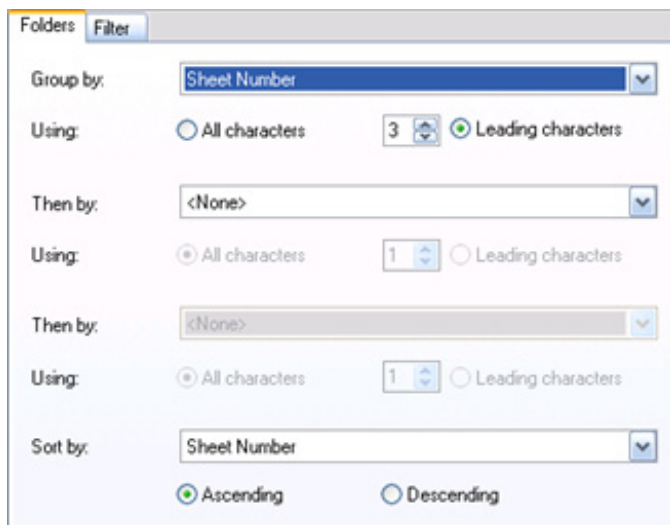 Folders Filter
Group by: Sheet Number
Using: All characters 3 Leading characters
Then by: <None>
Using: All characters 1 Leading characters
Then by: <None>
Using: All characters 1 Leading characters
Sort by: Sheet Number
Ascending Descending